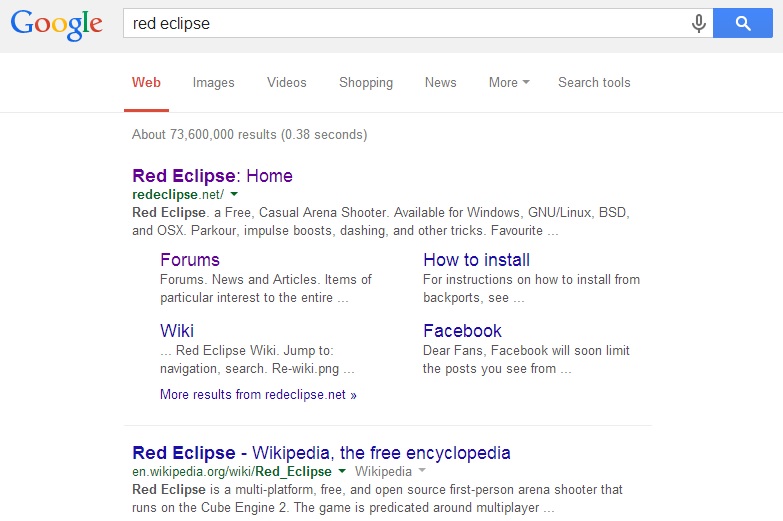 Google
red eclipse
Web Images Videos Shopping News More Search tools
About 73,600,000 results (0.38 seconds)
Red Eclipse: Home
redeclipse.net/
Red Eclipse. a Free, Casual Arena Shooter. Available for Windows, GNU/Linux, BSD,
and OSX. Parkour, impulse boosts, dashing, and other tricks. Favourite ...
Forums
Forums. News and Articles. Items of
particular interest to the entire ...
How to install
For instructions on how to install from
backports, see ...
Wiki
... Red Eclipse Wiki. Jump to:
navigation, search. Re-wiki.png ...
Facebook
Dear Fans, Facebook will soon limit
the posts you see from ...
More results from redeclipse.net »
Red Eclipse - Wikipedia, the free encyclopedia
en.wikipedia.org/wiki/Red_Eclipse Wikipedia
Red Eclipse is a multi-platform, free, and open source first-person arena shooter that
runs on the Cube Engine 2. The game is predicated around multiplayer ...